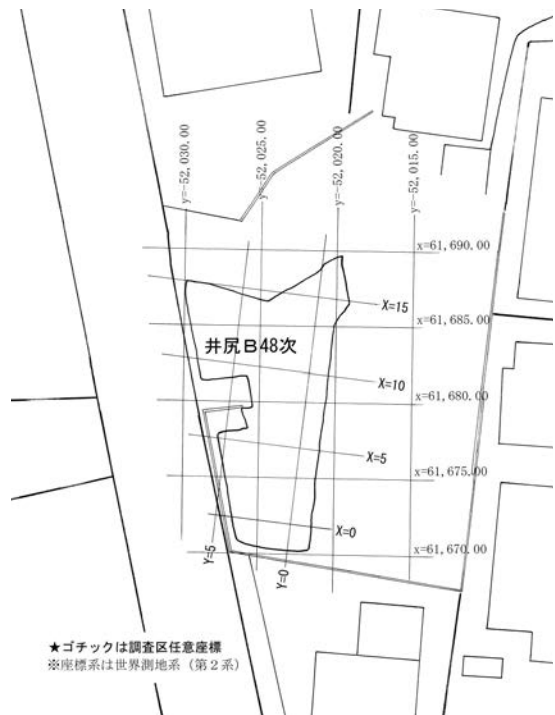 y=-52,030.00
y=-52,025.00
y=-52,020.00
y=-52,015.00
x=61,690.00
X=15
x=61,685.00
井尻B48次
X=10
x=61,680.00
X=5
x=61,675.00
X=0
x=61,670.00
Y=5
Y=0
★ゴチックは調査区任意座標
※座標系は世界測地系（第２系）